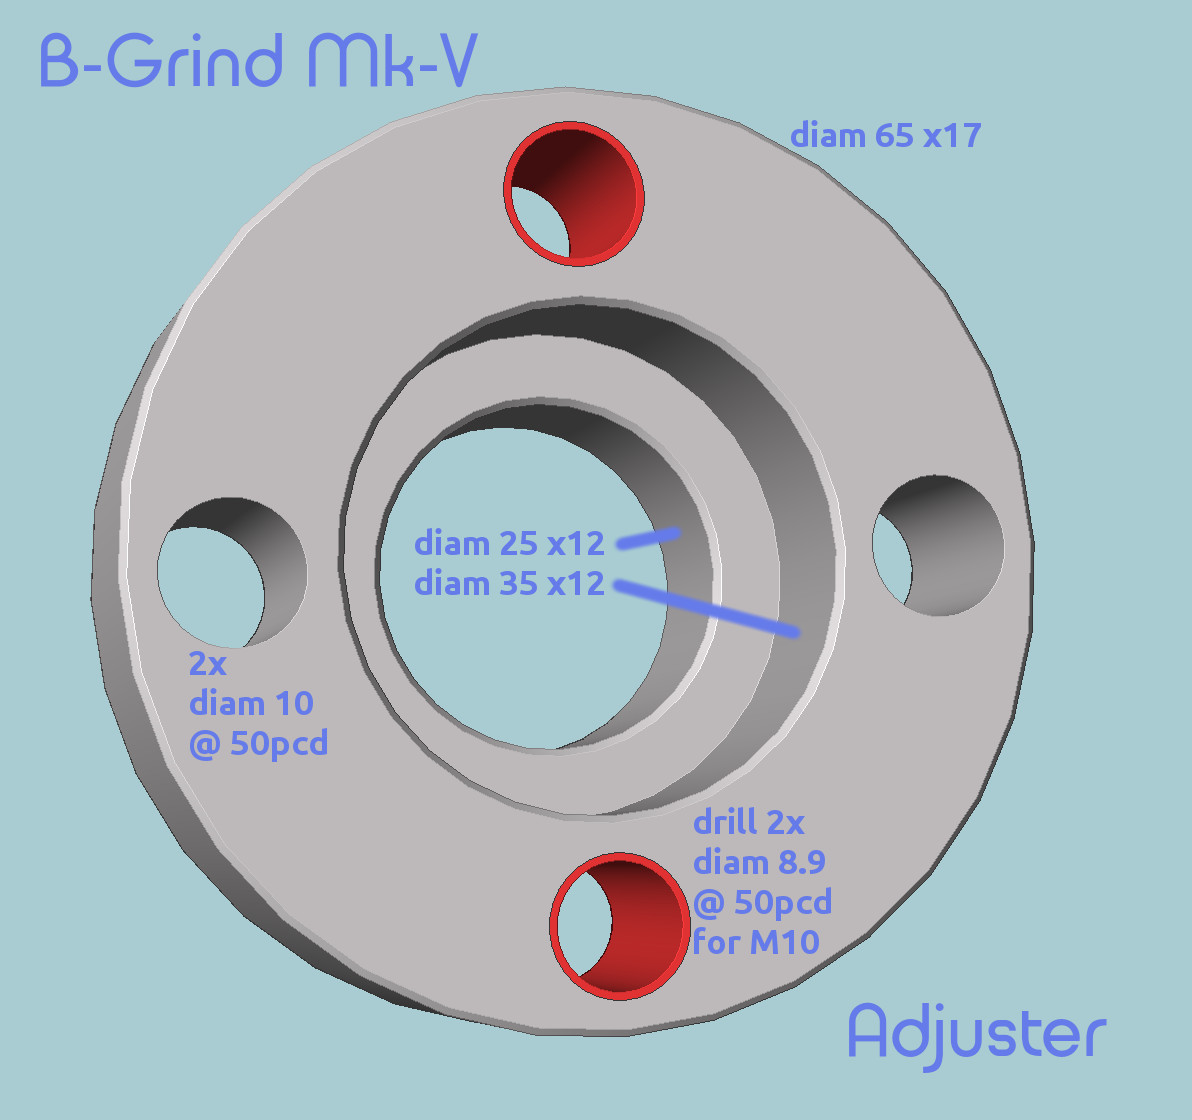 B-Grind Mk-V
diam 65 x17
diam 25 x12
diam 35 x12
2x
diam 10
@ 50pcd
drill 2x
diam 8.9
@ 50pcd
for M10
Adjuster